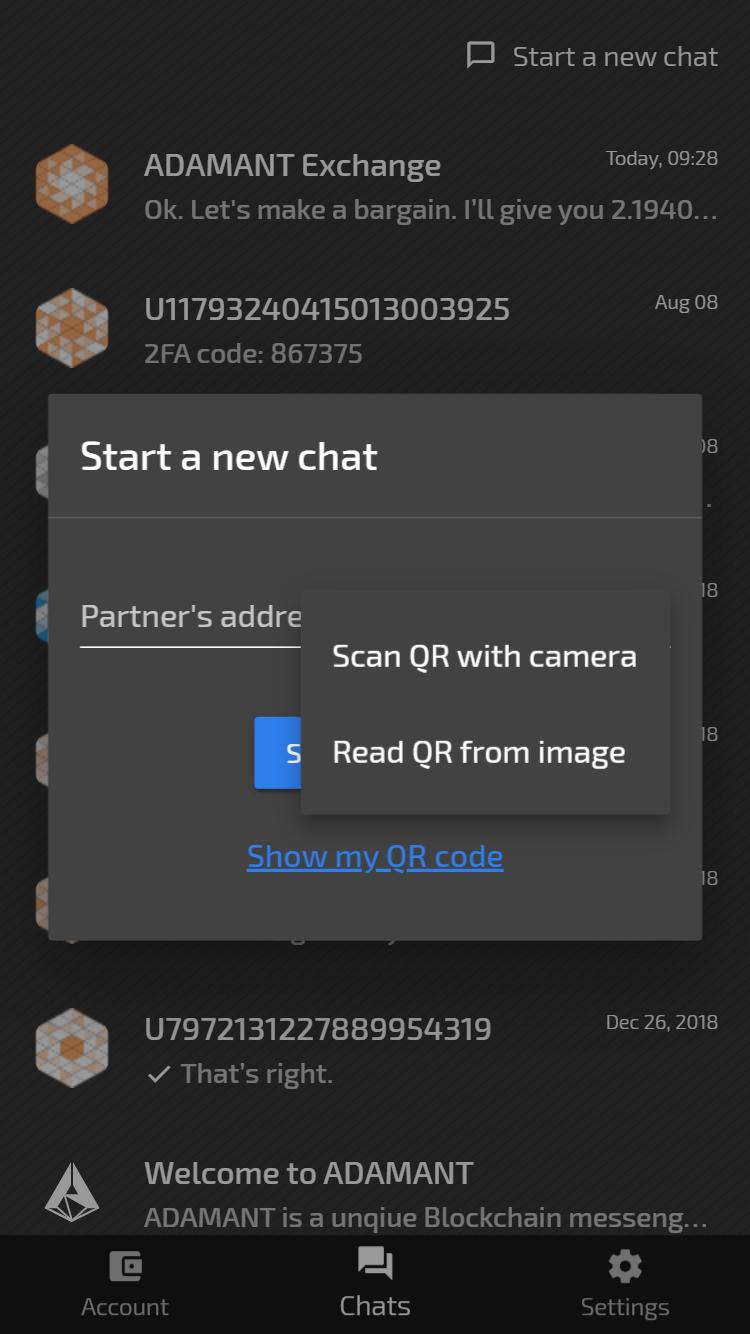 Start a new chat
ADAMANT Exchange
Today, 09:28
Ok. Let's make a bargain. I'll give you 2.1940…
U11793240415013003925
Aug 08
2FA code: 867375
Start a new chat
Partner's addre
Scan QR with camera
Read QR from image
Show my QR code
U7972131227889954319
Dec 26, 2018
✓ That's right.
Welcome to ADAMANT
ADAMANT is a unqiue Blockchain messeng…
Account
Chats
Settings